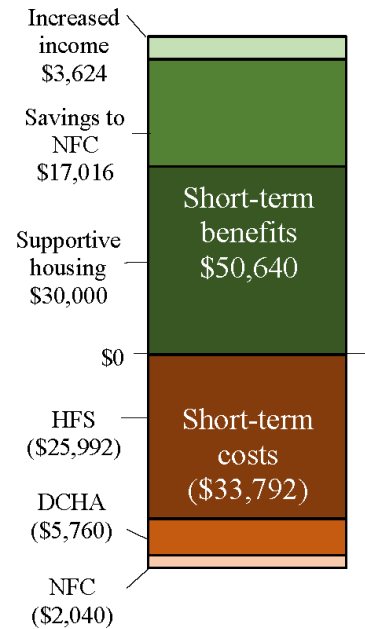 Increased
income
$3,624
Savings to
NFC
$17,016
Short-term
benefits
$50,640
Supportive
housing
$30,000
$0
HFS
($25,992)
Short-term
costs
($33,792)
DCHA
($5,760)
NFC
($2,040)